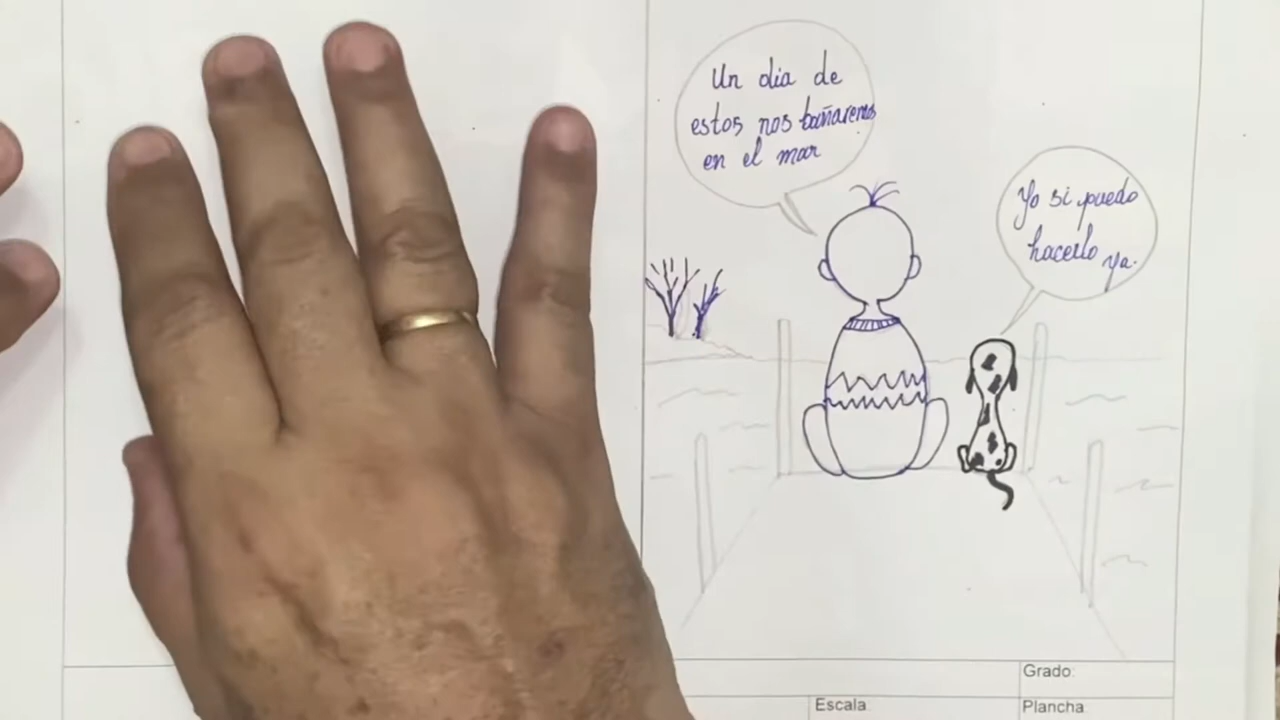 Un dia de
estos nos bañaremos
en el mar
Yo si puedo
hacerlo ya.
Grado:
Escala
Plancha